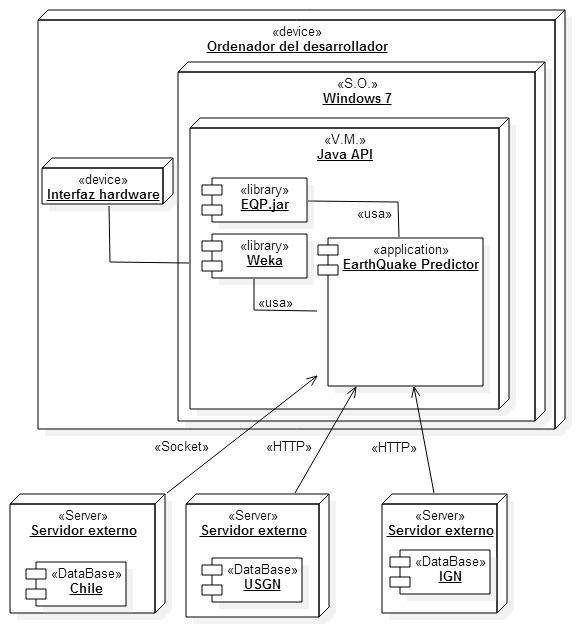 «device»
Ordenador del desarrollador
«S.O.»
Windows 7
«V.M.»
Java API
«device»
Interfaz hardware
«library»
EQP.jar
«usa»
«library»
Weka
«application»
EarthQuake Predictor
«usa»
«Socket»
«HTTP»
«HTTP»
«Server»
Servidor externo
«DataBase»
Chile
«Server»
Servidor externo
«DataBase»
USGN
«Server»
Servidor externo
«DataBase»
IGN